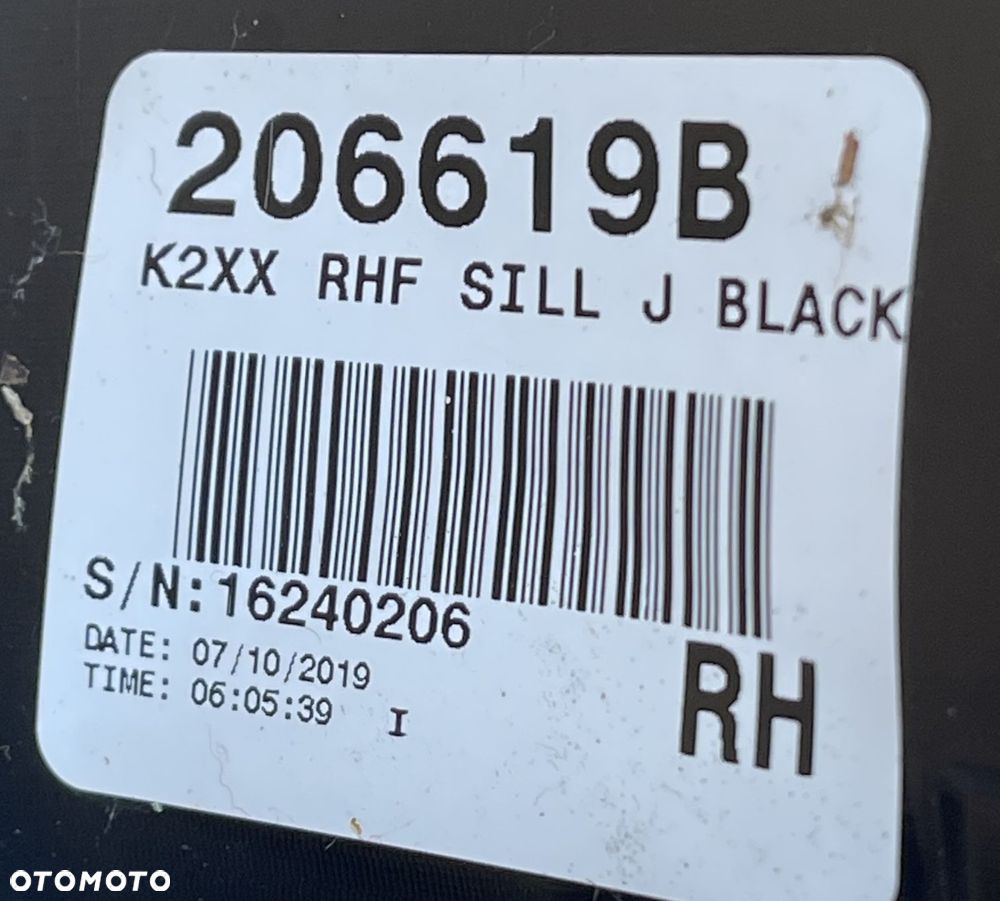 206619B
K2XX RHF SILL J BLACK
S/N:16240206
DATE: 07/10/2019
TIME: 06:05:39 I
RH
OTOMOTO